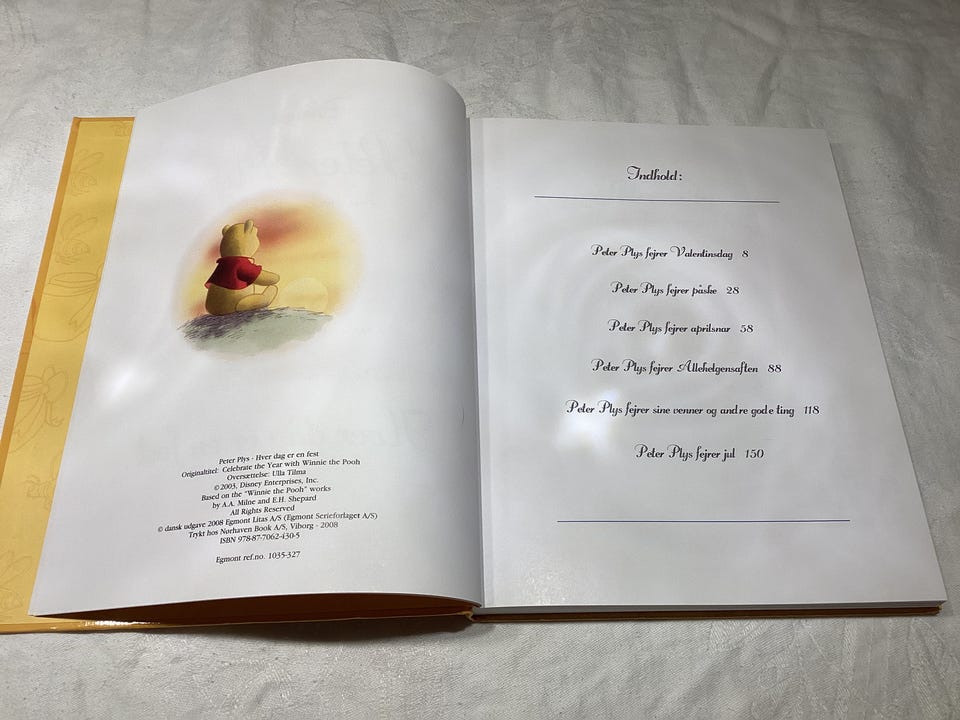 Peter Plys - Hver dag er en fest
Originaltitel: Celebrate the Year with Winnie the Pooh
Oversættelse: Ulla Tilma
© 2003, Disney Enterprises, Inc.
Based on the "Winnie the Pooh" works
by A.A. Milne and E.H. Shepard
All Rights Reserved
© dansk udgave 2008 Egmont Litas A/S (Egmont Serieforlaget A/S)
Trykt hos Nørhaven Book A/S, Viborg - 2008
ISBN 978-87-7062-430-5
Egmont ref.no. 1035-327
Indhold:
Peter Plys fejrer Valentinsdag 8
Peter Plys fejrer påske 28
Peter Plys fejrer aprilsnar 58
Peter Plys fejrer Allehelgensaften 88
Peter Plys fejrer sine venner og andre gode ting 118
Peter Plys fejrer jul 150